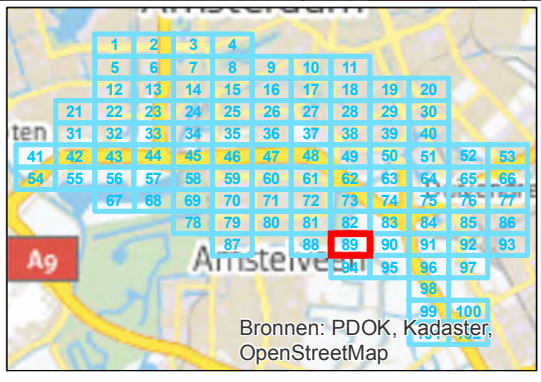 Amsterdam
1 2 3 4
5 6 7 8 9 10 11
12 13 14 15 16 17 18 19 20
21 22 23 24 25 26 27 28 29 30
ten 31 32 33 34 35 36 37 38 39 40
41 42 43 44 45 46 47 48 49 50 51 52 53
54 55 56 57 58 59 60 61 62 63 64 65 66
67 68 69 70 71 72 73 74 75 76 77
78 79 80 81 82 83 84 85 86
87 88 89 90 91 92 93
A9 Amstelveen
94 95 96 97
98
99 100
Bronnen: PDOK, Kadaster,
OpenStreetMap